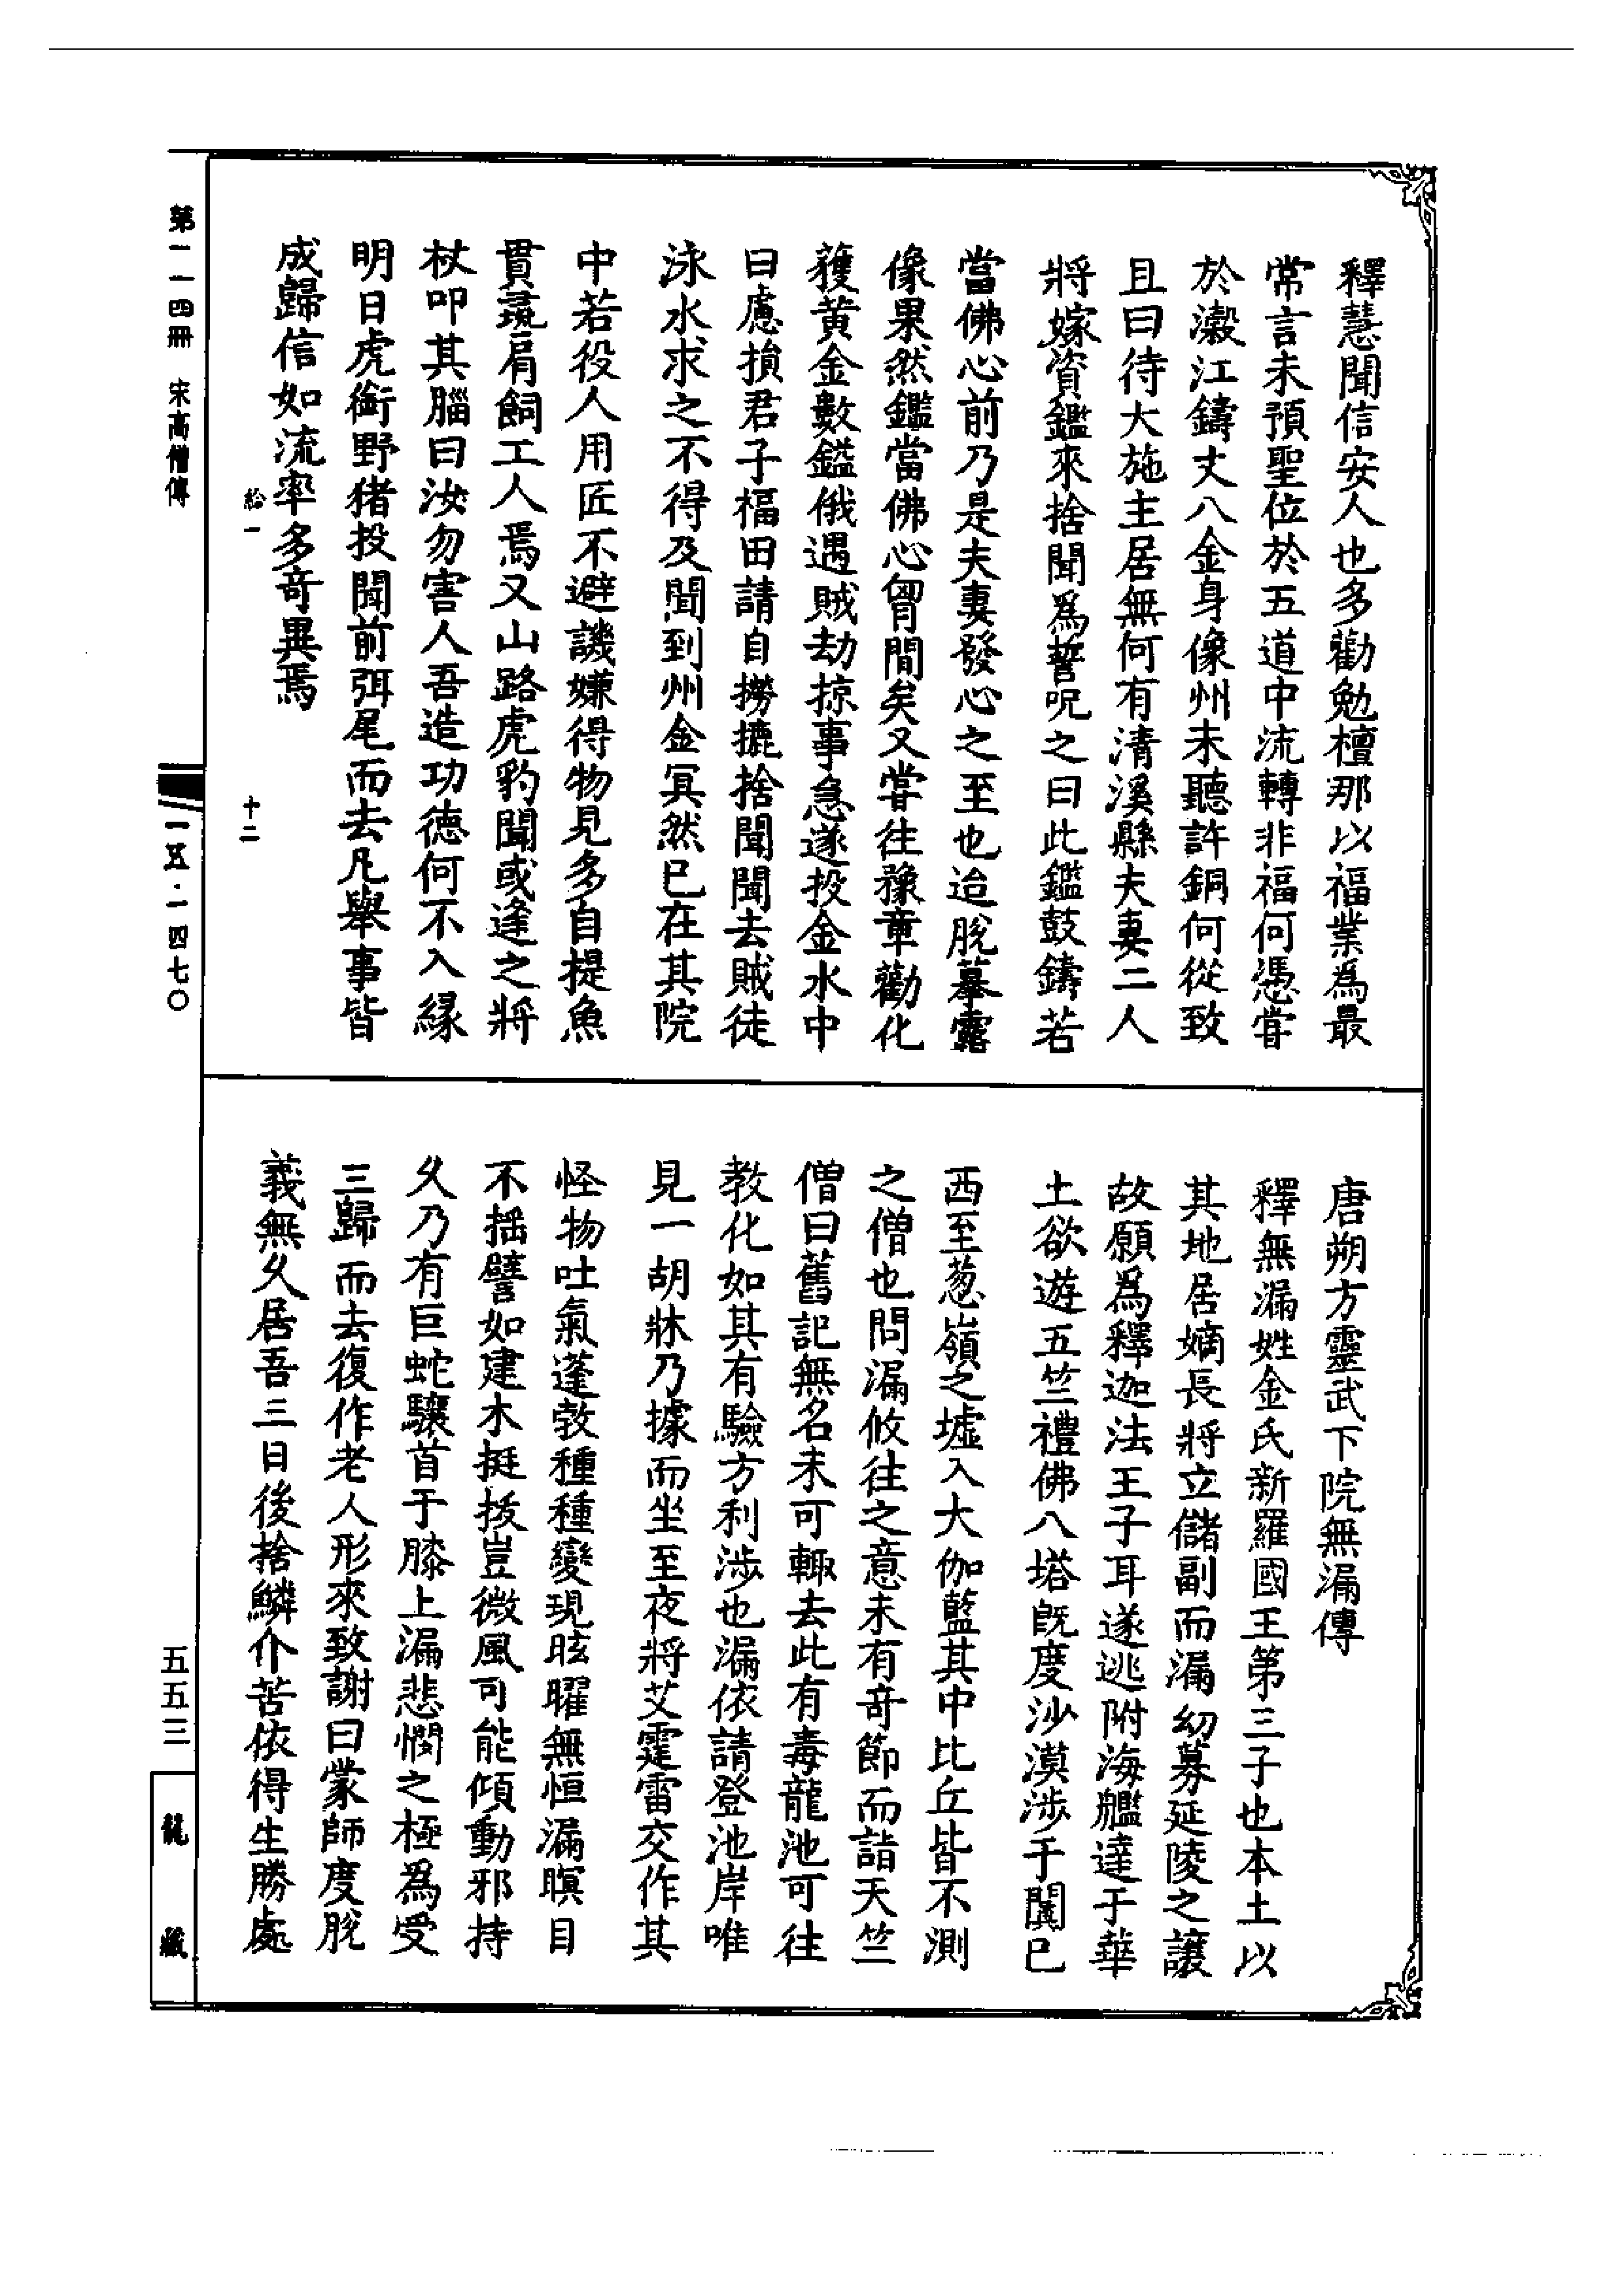 釋慧聞信安人也多勸勉檀那以福業爲最
常言未預聖位於五道中流轉非福何憑甞
於瀫江鑄丈八金身像州未聽許銅何從致
且曰待大施主居無何有清溪縣夫妻二人
將嫁資鑑來捨聞爲誓呪之曰此鑑鼓鑄若
當佛心前乃是夫妻發心之至也迨脫摹露
像果然鑑當佛心胷間矣又甞往豫章勸化
獲黃金數鎰俄遇賊劫掠事急遂投金水中
曰慮損君子福田請自撈摝捨聞聞去賊徒
泳水求之不得及聞到州金冥然已在其院
中若役人用匠不避譏嫌得物見多自提魚
貫彘肩飼工人焉又山路虎豹聞或逢之將
杖叩其腦曰汝勿害人吾造功德何不入緣
明日虎銜野猪投聞前弭尾而去凡舉事皆
成歸信如流率多奇異焉
唐朔方靈武下院無漏傳
釋無漏姓金氏新羅國王第三子也本土以
其地居嫡長將立儲副而漏幼募延陵之讓
故願爲釋迦法王子耳遂逃附海艦達于華
土欲遊五竺禮佛八塔旣度沙漠涉于闐已
西至葱嶺之墟入大伽藍其中比丘皆不測
之僧也問漏攸往之意未有奇節而詣天竺
僧曰舊記無名未可輒去此有毒龍池可往
教化如其有驗方利涉也漏依請登池岸唯
見一胡牀乃據而坐至夜將艾霆雷交作其
怪物吐氣蓬勃種種變現眩曜無恒漏瞑目
不搖譬如建木挺拔豈微風可能傾動邪持
久乃有巨蛇驤首于膝上漏悲憫之極爲受
三歸而去復作老人形來致謝曰蒙師度脫
義無久居吾三日後捨鱗介苦依得生勝處
第一一四冊 宋高僧傳
給一
十二
一五·一四七〇
五五三
龍藏